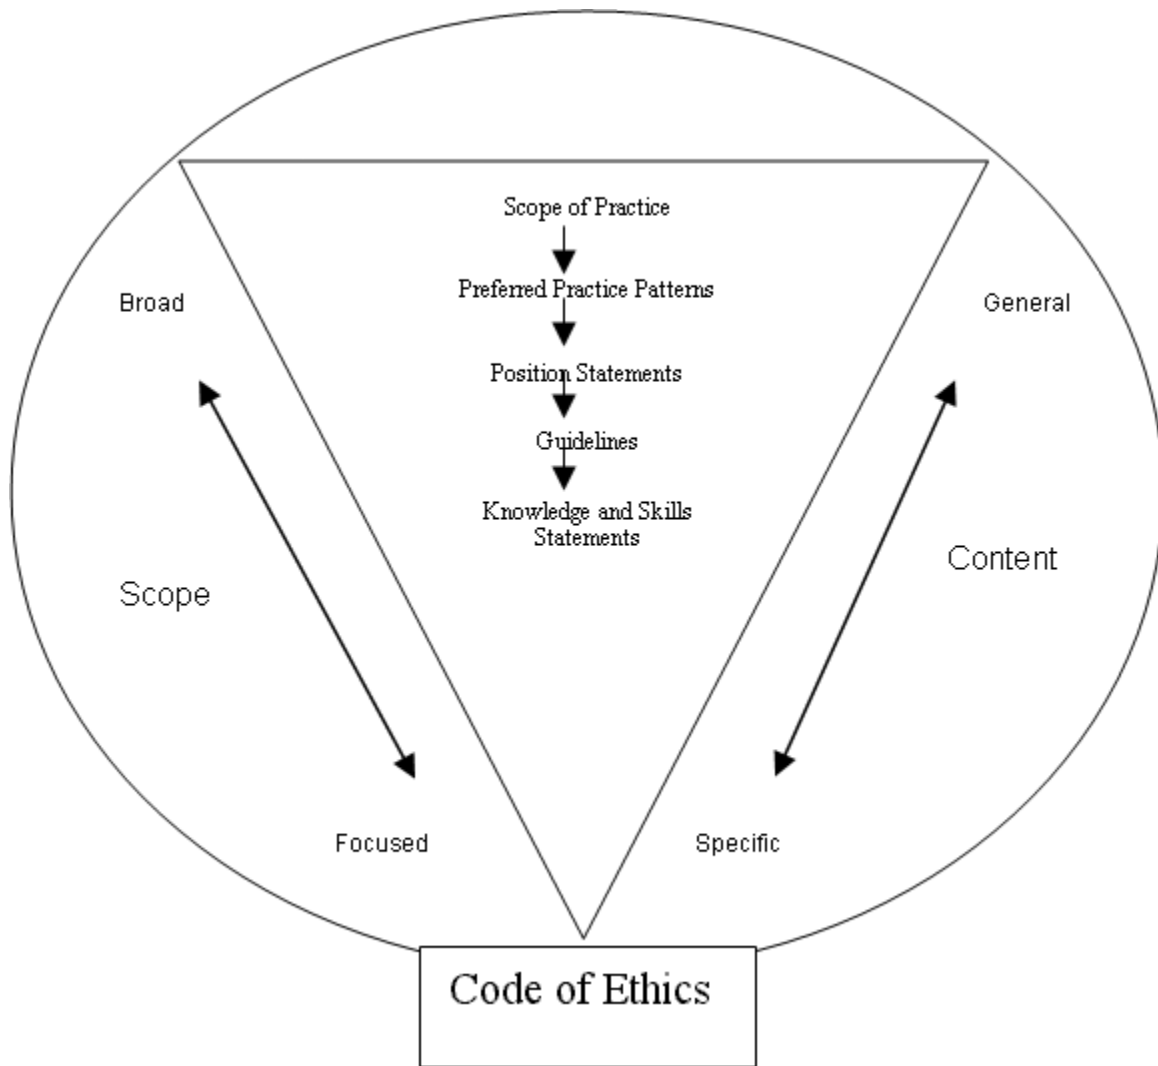 Scope of Practice
Preferred Practice Patterns
Broad
General
Position Statements
Guidelines
Knowledge and Skills
Statements
Content
Scope
Focused
Specific
Code of Ethics